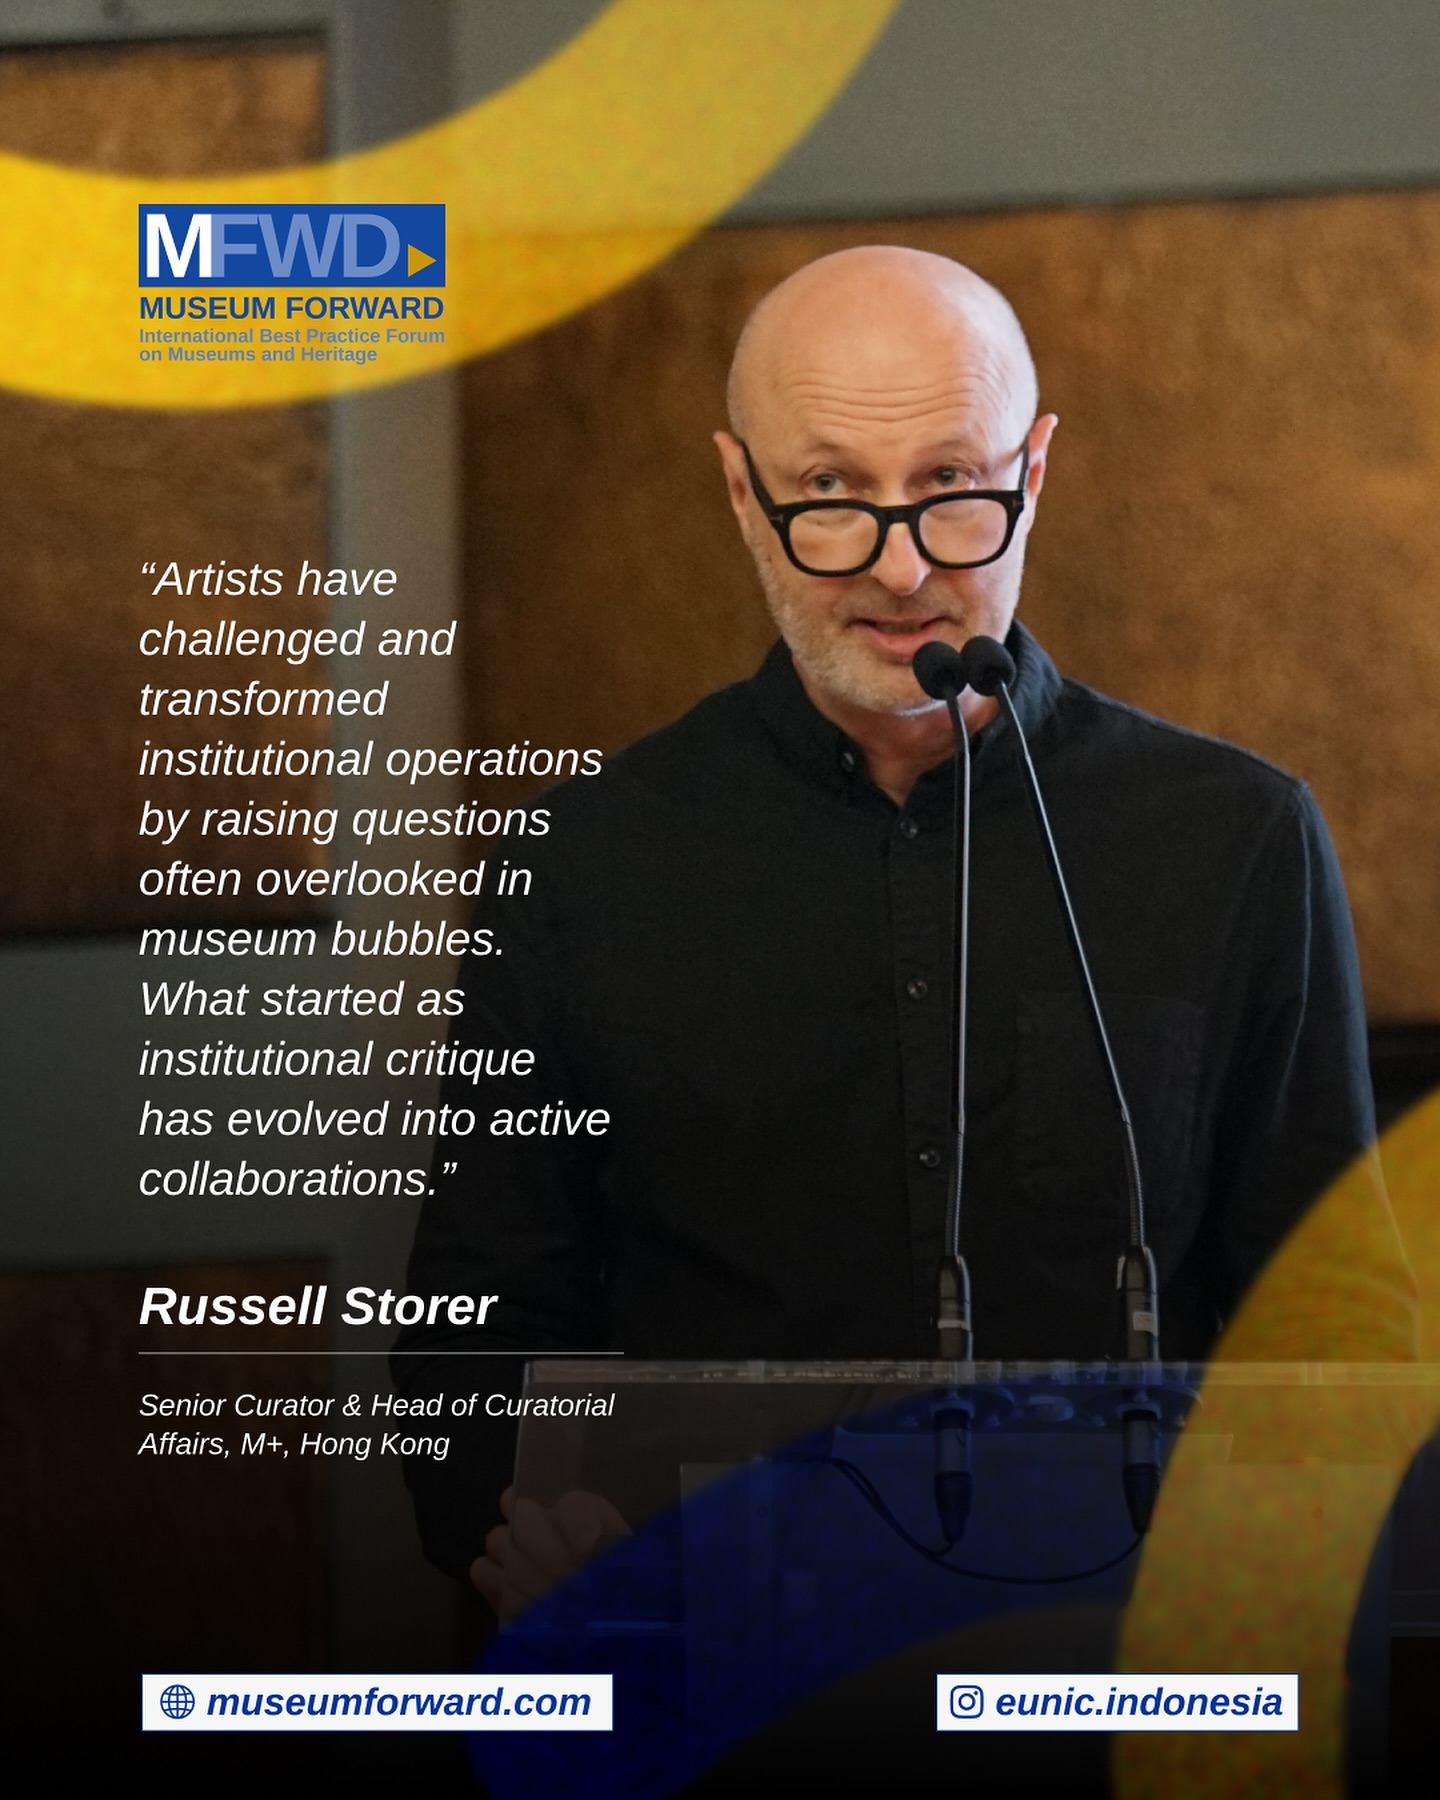 MFWD
MUSEUM FORWARD
International Best Practice Forum
on Museums and Heritage
“Artists have
challenged and
transformed
institutional operations
by raising questions
often overlooked in
museum bubbles.
What started as
institutional critique
has evolved into active
collaborations.”
Russell Storer
Senior Curator & Head of Curatorial
Affairs, M+, Hong Kong
museumforward.com
eunic.indonesia